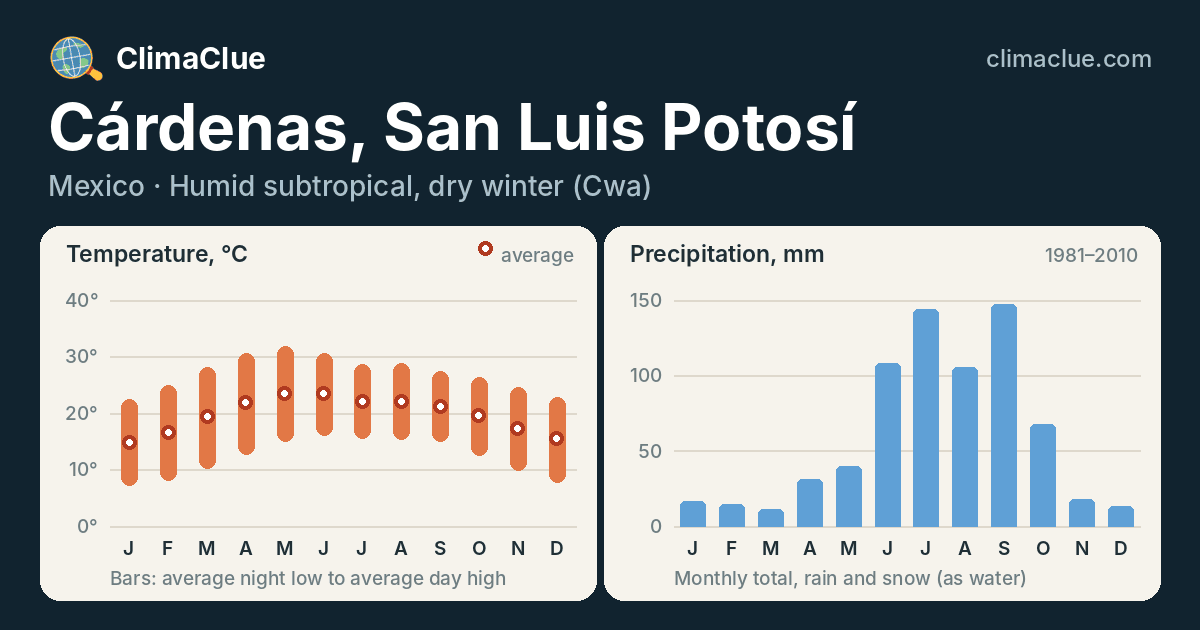 ClimaClue
climaclue.com
Cárdenas, San Luis Potosí
Mexico · Humid subtropical, dry winter (Cwa)
Temperature, °C
average
40°
30°
20°
10°
0°
J F M A M J J A S O N D
Bars: average night low to average day high
Precipitation, mm
1981–2010
150
100
50
0
J F M A M J J A S O N D
Monthly total, rain and snow (as water)